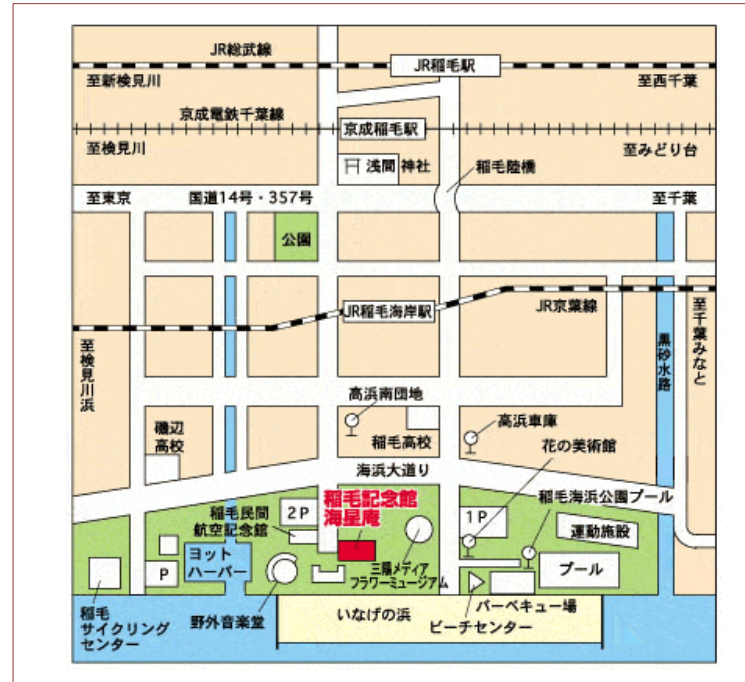 JR総武線
JR稲毛駅
至新検見川
至西千葉
京成電鉄千葉線
京成稲毛駅
至検見川
至みどり台
浅間 神社
稲毛陸橋
至東京
国道14号・357号
至千葉
公園
JR稲毛海岸駅
JR京葉線
至千葉みなと
至検見川浜
黒砂水路
高浜南団地
高浜車庫
磯辺
高校
稲毛高校
花の美術館
海浜大道り
稲毛海浜公園プール
稲毛民間
航空記念館
2P
稲毛記念館
海星庵
1P
運動施設
ヨット
ハーバー
P
三陽メディア
フラワーミュージアム
プール
稲毛
サイクリング
センター
野外音楽堂
いなげの浜
バーベキュー場
ビーチセンター